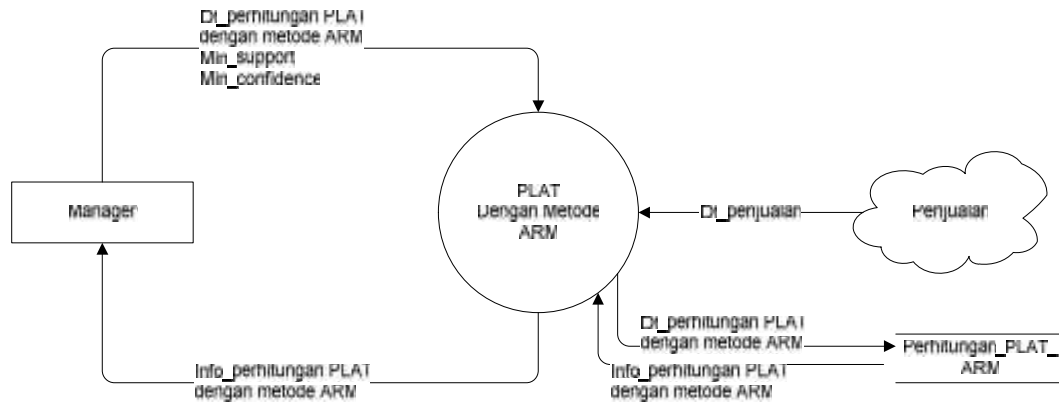 Dt_perhitungan PLAT
dengan metode ARM
Min_support
Min_confidence
Manager
PLAT
Dengan Metode
ARM
Dt_penjualan
Penjualan
Dt_perhitungan PLAT
dengan metode ARM
Perhitungan_PLAT_
ARM
Info_perhitungan PLAT
dengan metode ARM
Info_perhitungan PLAT
dengan metode ARM